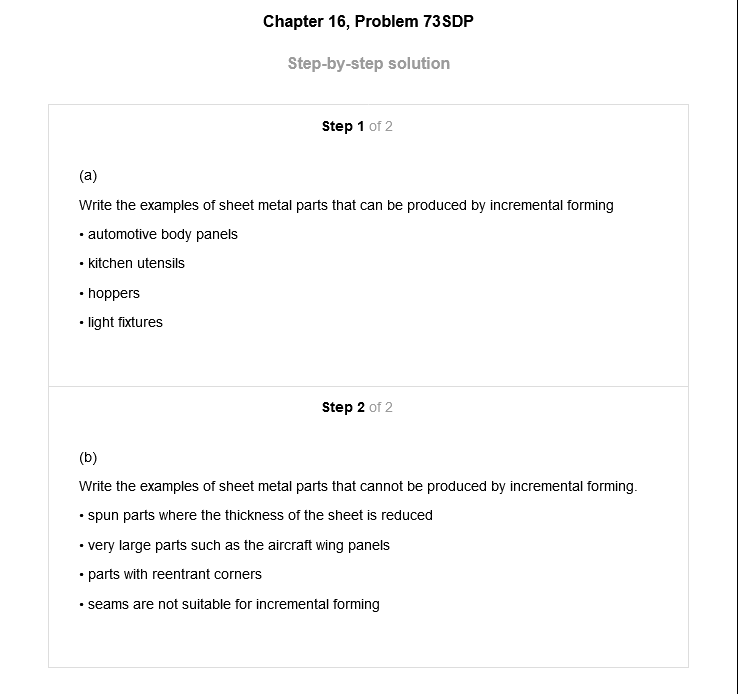 Chapter 16, Problem 73SDP
Step-by-step solution
Step 1 of 2
(a)
Write the examples of sheet metal parts that can be produced by incremental forming
• automotive body panels
• kitchen utensils
• hoppers
• light fixtures
Step 2 of 2
(b)
Write the examples of sheet metal parts that cannot be produced by incremental forming.
• spun parts where the thickness of the sheet is reduced
• very large parts such as the aircraft wing panels
• parts with reentrant corners
• seams are not suitable for incremental forming